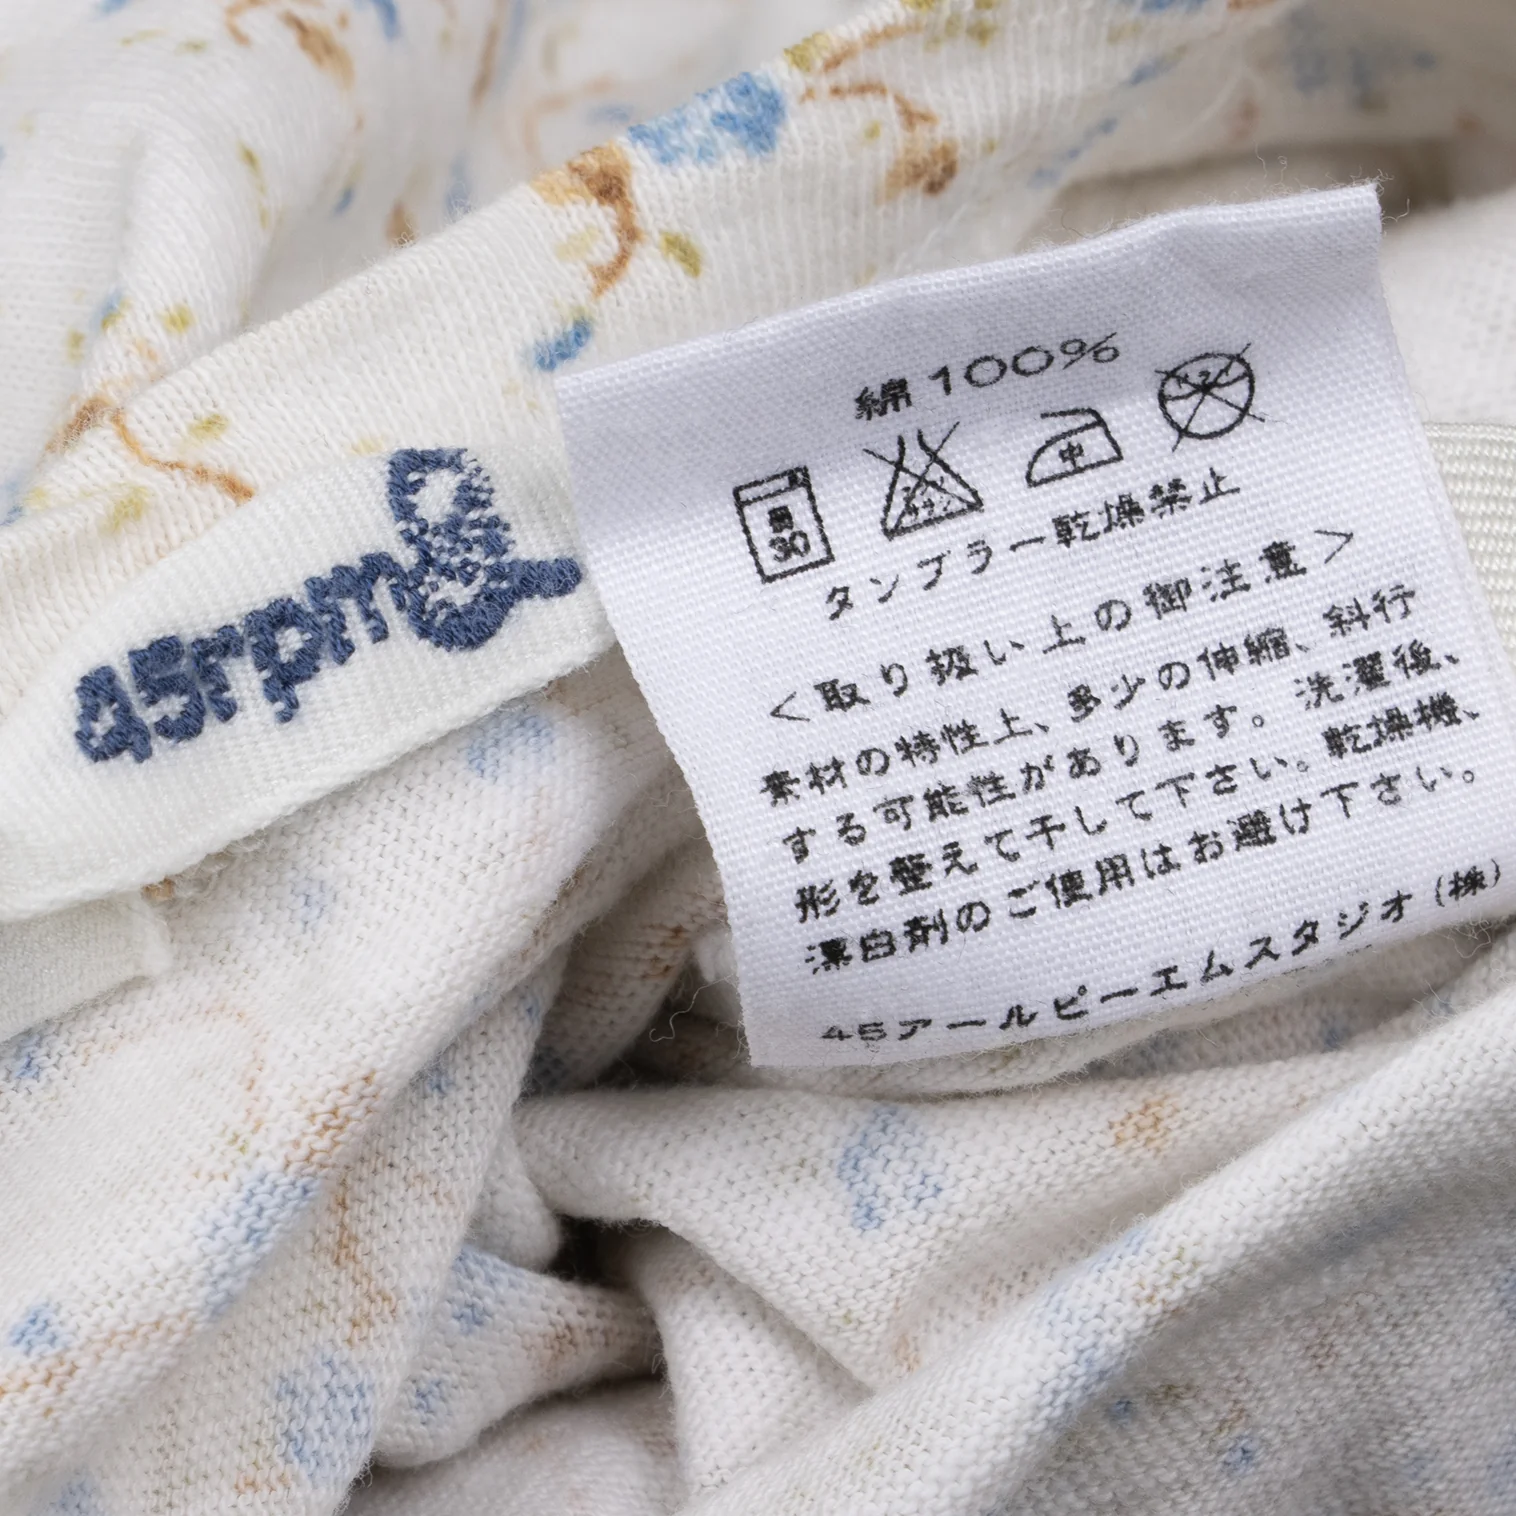 45rpm
綿100%
弱
30
中
タンブラー乾燥禁止
<取り扱い上の御注意>
素材の特性上、多少の伸縮、斜行
する可能性があります。洗濯後、
形を整えて干して下さい。乾燥機、
漂白剤のご使用はお避け下さい。
45アールピーエムスタジオ(株)